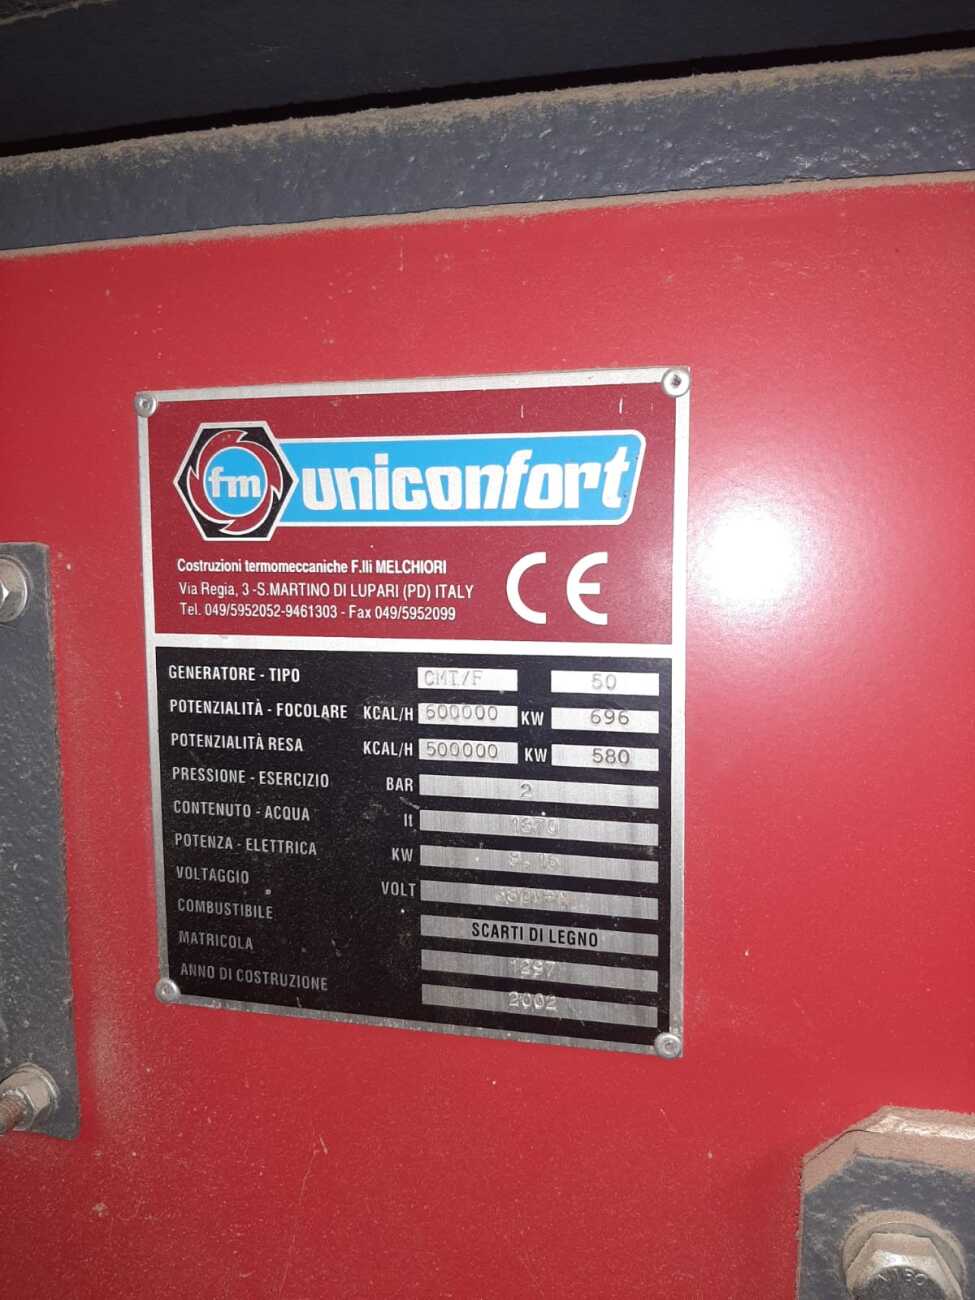 fm uniconfort
Costruzioni termomeccaniche F.lli MELCHIORI
Via Regia, 3 -S.MARTINO DI LUPARI (PD) ITALY
Tel. 049/5952052-9461303 - Fax 049/5952099
CE
GENERATORE - TIPO CMT/F 50
POTENZIALITÀ - FOCOLARE KCAL/H 600000 KW 696
POTENZIALITÀ RESA KCAL/H 500000 KW 580
PRESSIONE - ESERCIZIO BAR 2
CONTENUTO - ACQUA lt 1370
POTENZA - ELETTRICA KW
VOLTAGGIO VOLT
COMBUSTIBILE SCARTI DI LEGNO
MATRICOLA 1297
ANNO DI COSTRUZIONE 2002